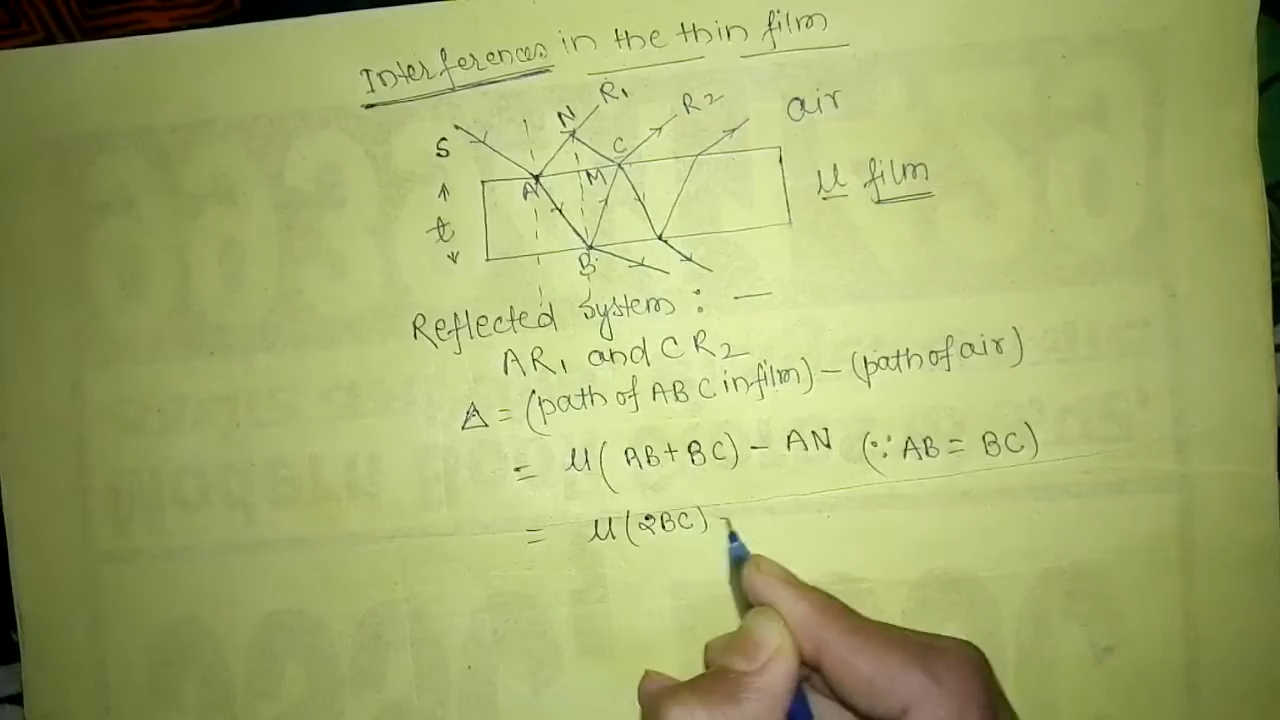 Interferences in the thin film
S
N
R₁
R2
air
C
A
M
t
μ film
B
Reflected System : —
AR₁ and CR2
Δ = (path of ABC in film) - (path of air)
= μ( AB + BC) - AN (∵ AB = BC)
= μ(2BC) -